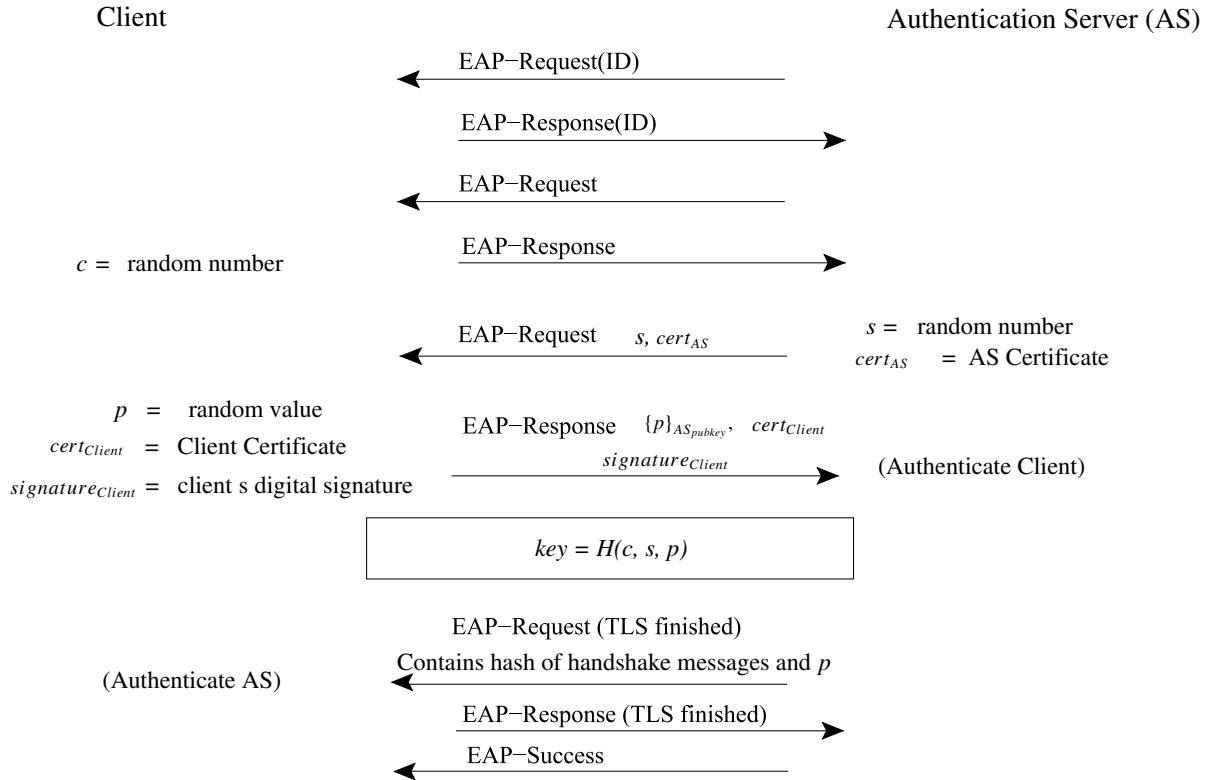 Client Authentication Server (AS)
EAP−Request(ID)
EAP−Response(ID)
EAP−Request
EAP−Response
c = random number
EAP−Request s, cert_AS
s = random number
cert_AS = AS Certificate
p = random value
cert_Client = Client Certificate
signature_Client = client s digital signature
EAP−Response {p}_AS_pubkey, cert_Client
signature_Client
(Authenticate Client)
key = H(c, s, p)
EAP−Request (TLS finished)
Contains hash of handshake messages and p
(Authenticate AS)
EAP−Response (TLS finished)
EAP−Success